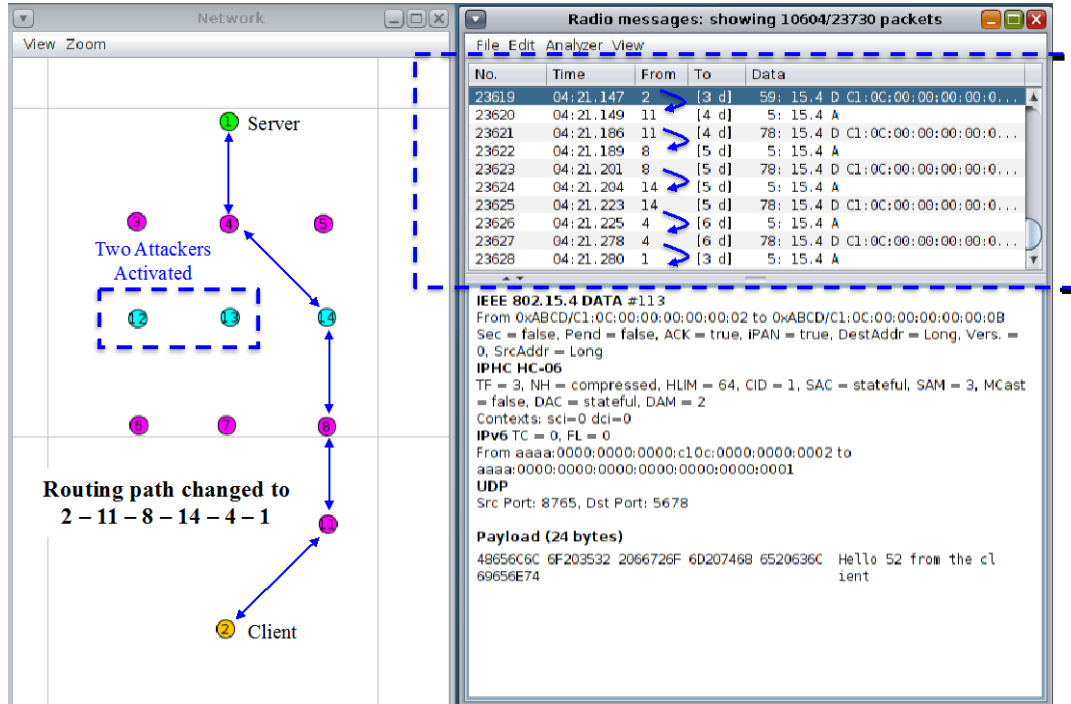 Network
View Zoom
1 Server
3 4 5
Two Attackers
Activated
12 13 14
6 7 8
Routing path changed to
2 – 11 – 8 – 14 – 4 – 1
11
2 Client
Radio messages: showing 10604/23730 packets
File Edit Analyzer View
No. Time From To Data
23619 04:21.147 2 [3 d] 59: 15.4 D C1:0C:00:00:00:00:0...
23620 04:21.149 11 [4 d] 5: 15.4 A
23621 04:21.186 11 [4 d] 78: 15.4 D C1:0C:00:00:00:00:0...
23622 04:21.189 8 [5 d] 5: 15.4 A
23623 04:21.201 8 [5 d] 78: 15.4 D C1:0C:00:00:00:00:0...
23624 04:21.204 14 [5 d] 5: 15.4 A
23625 04:21.223 14 [5 d] 78: 15.4 D C1:0C:00:00:00:00:0...
23626 04:21.225 4 [6 d] 5: 15.4 A
23627 04:21.278 4 [6 d] 78: 15.4 D C1:0C:00:00:00:00:0...
23628 04:21.280 1 [3 d] 5: 15.4 A
IEEE 802.15.4 DATA #113
From 0xABCD/C1:0C:00:00:00:00:00:02 to 0xABCD/C1:0C:00:00:00:00:00:0B
Sec = false, Pend = false, ACK = true, iPAN = true, DestAddr = Long, Vers. =
0, SrcAddr = Long
IPHC HC-06
TF = 3, NH = compressed, HLIM = 64, CID = 1, SAC = stateful, SAM = 3, MCast
= false, DAC = stateful, DAM = 2
Contexts: sci=0 dci=0
IPv6 TC = 0, FL = 0
From aaaa:0000:0000:0000:c10c:0000:0000:0002 to
aaaa:0000:0000:0000:0000:0000:0000:0001
UDP
Src Port: 8765, Dst Port: 5678
Payload (24 bytes)
48656C6C 6F203532 2066726F 6D207468 6520636C Hello 52 from the cl
69656E74 ient